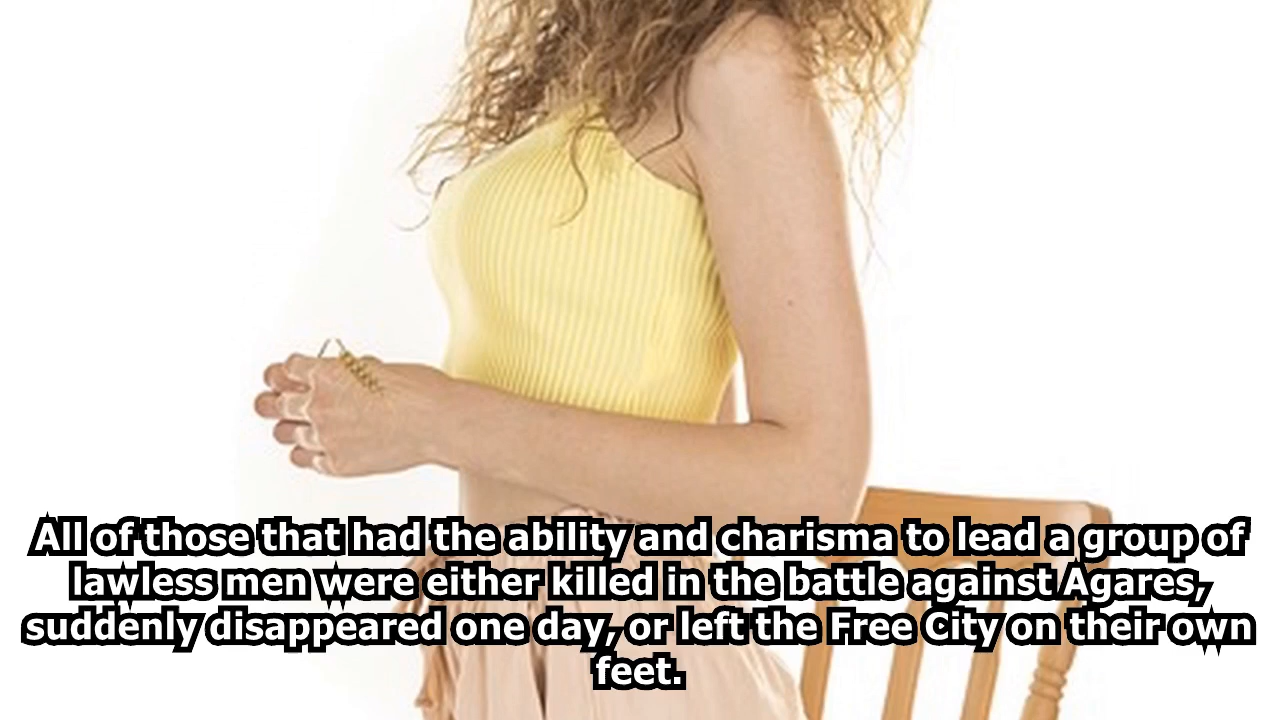 All of those that had the ability and charisma to lead a group of
lawless men were either killed in the battle against Agares,
suddenly disappeared one day, or left the Free City on their own
feet.